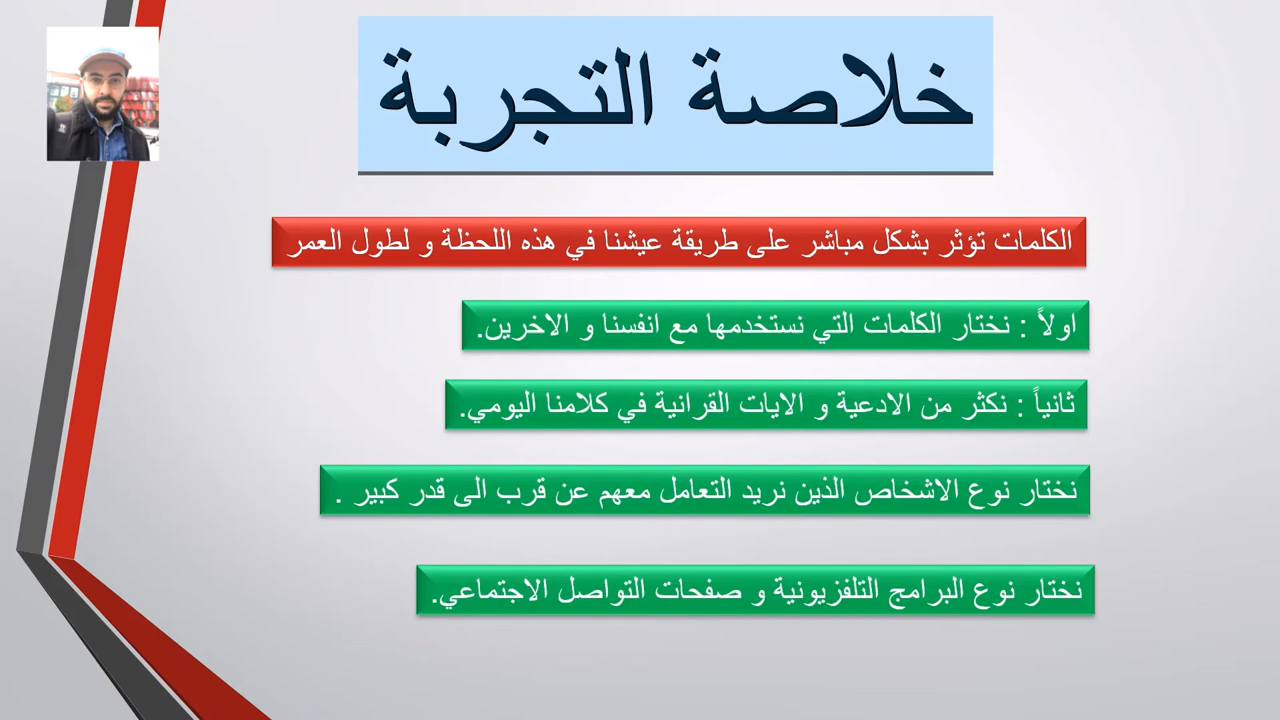 خلاصة التجربة
الكلمات تؤثر بشكل مباشر على طريقة عيشنا في هذه اللحظة و لطول العمر
اولاً : نختار الكلمات التي نستخدمها مع انفسنا و الاخرين.
ثانياً : نكثر من الادعية و الايات القرانية في كلامنا اليومي.
نختار نوع الاشخاص الذين نريد التعامل معهم عن قرب الى قدر كبير .
نختار نوع البرامج التلفزيونية و صفحات التواصل الاجتماعي.